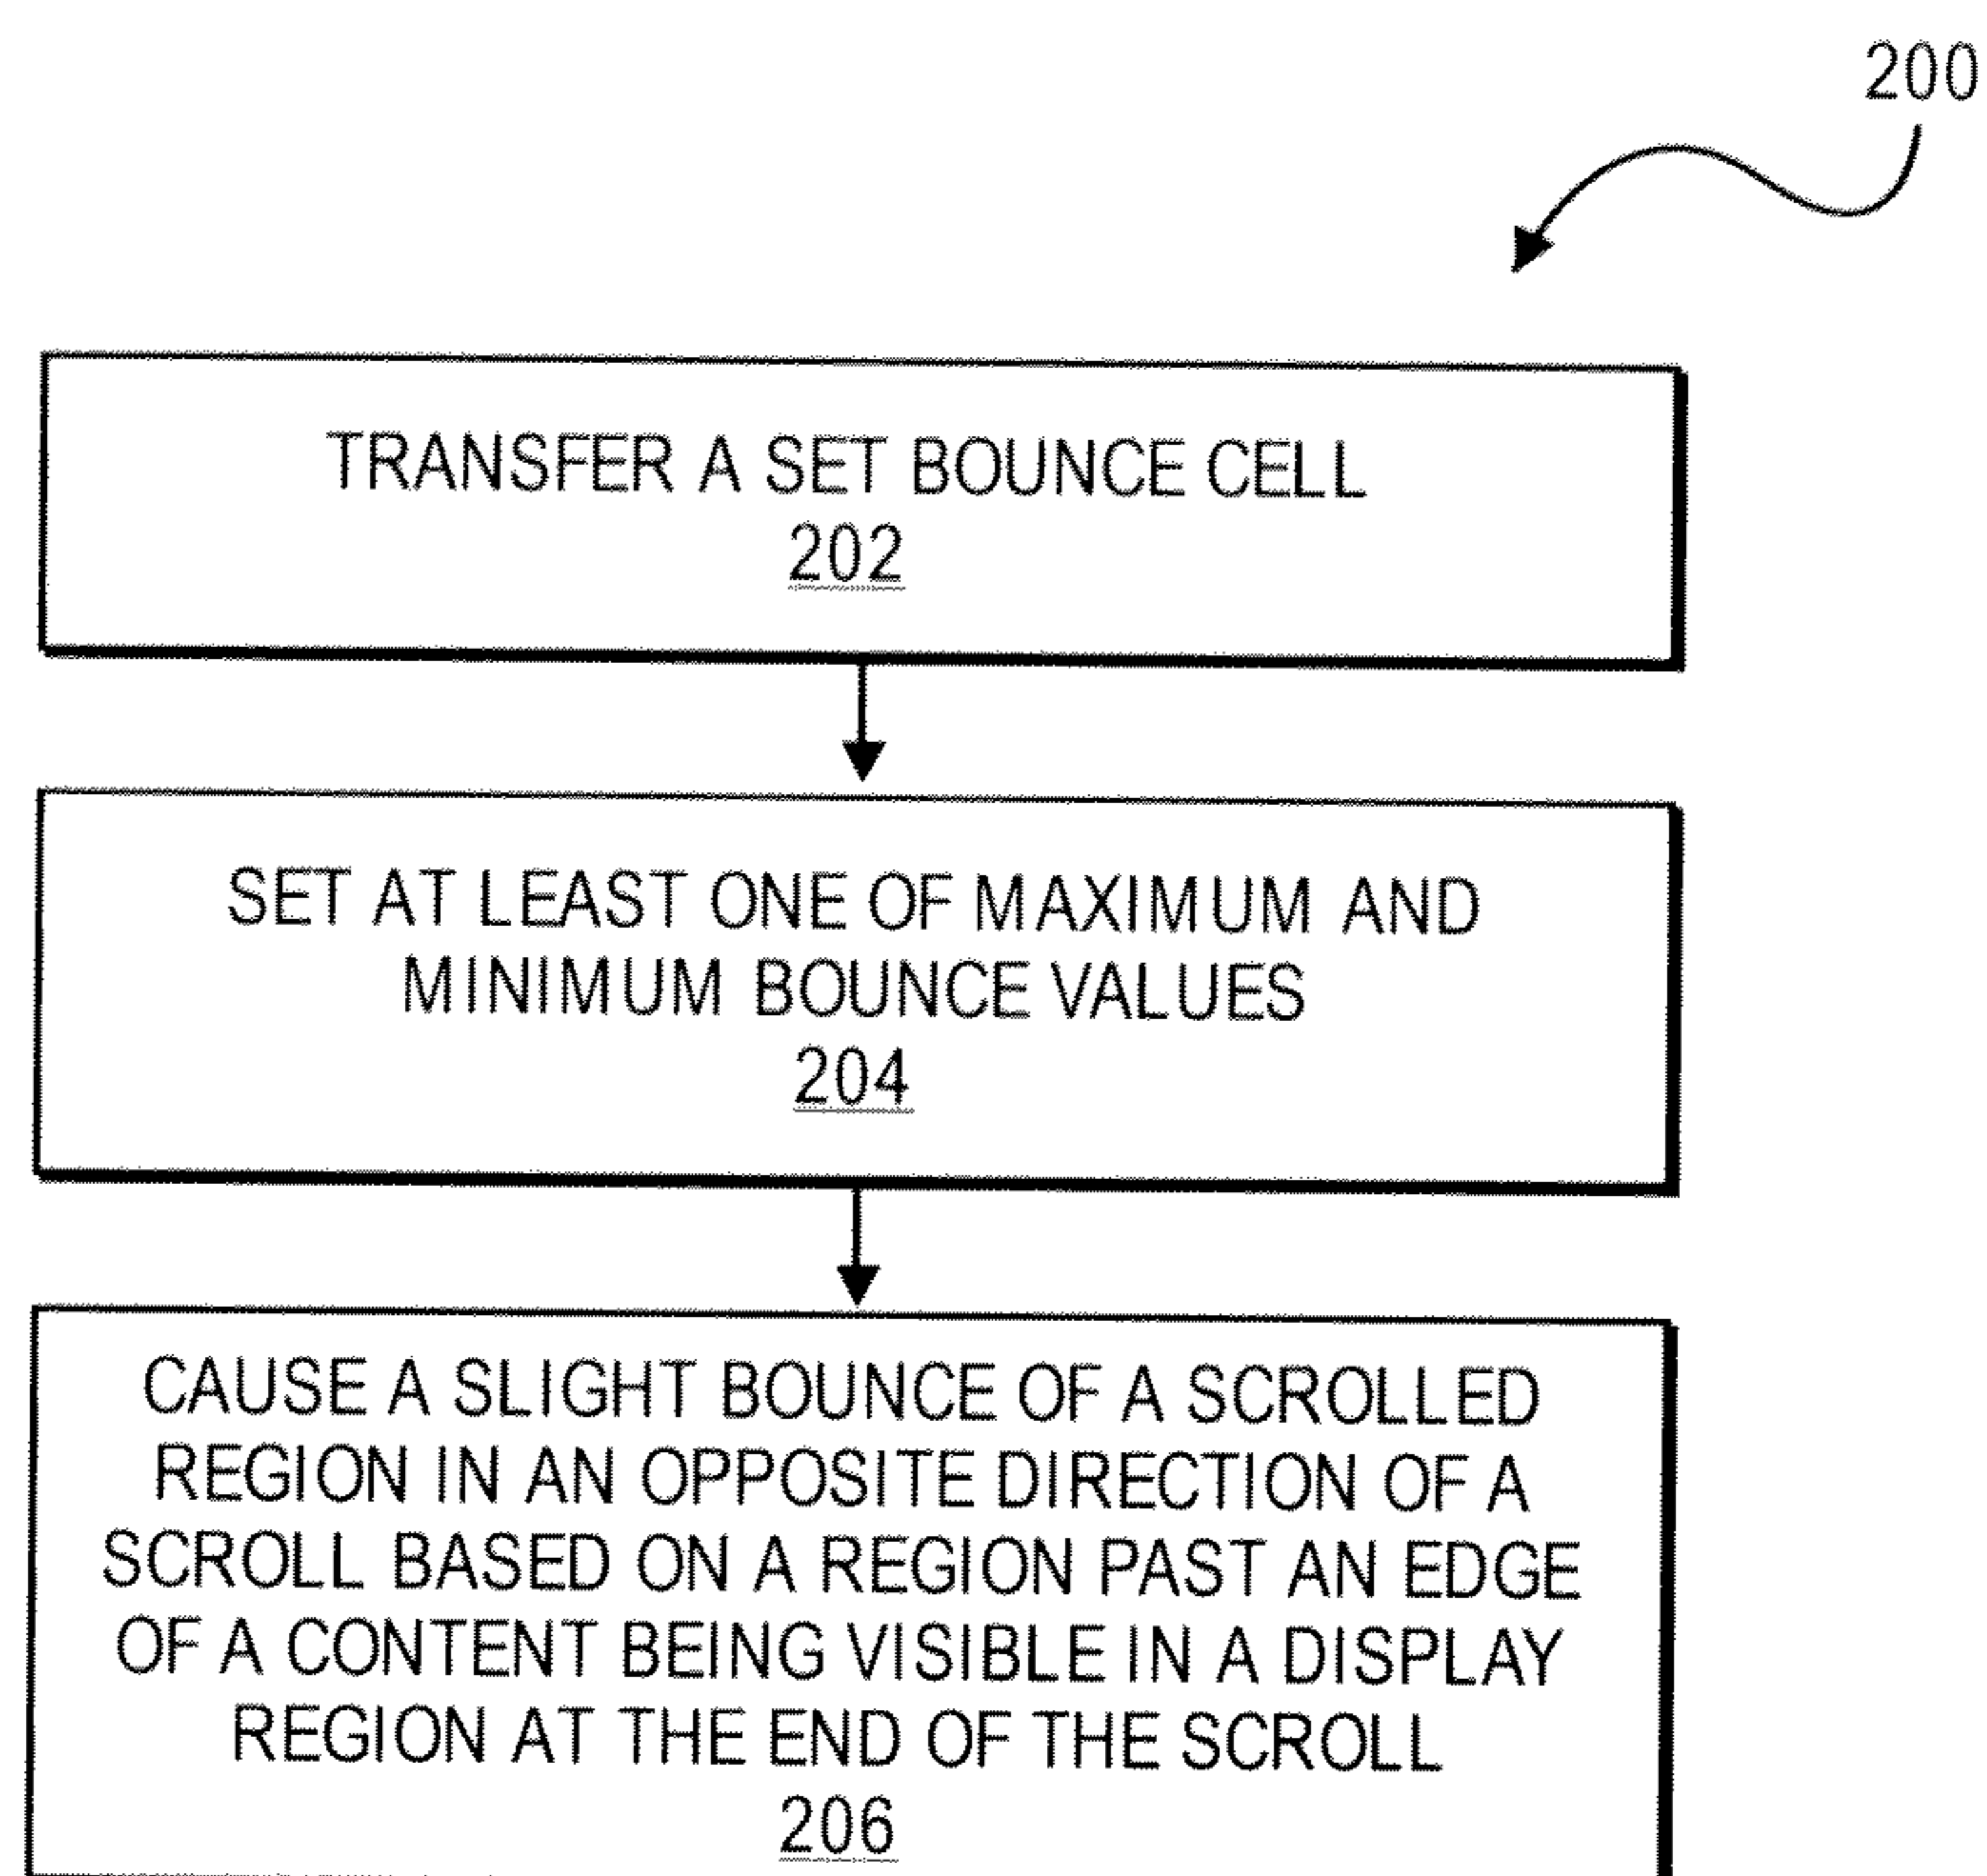 200
TRANSFER A SET BOUNCE CELL
202
SET AT LEAST ONE OF MAXIMUM AND
MINIMUM BOUNCE VALUES
204
CAUSE A SLIGHT BOUNCE OF A SCROLLED
REGION IN AN OPPOSITE DIRECTION OF A
SCROLL BASED ON A REGION PAST AN EDGE
OF A CONTENT BEING VISIBLE IN A DISPLAY
REGION AT THE END OF THE SCROLL
206